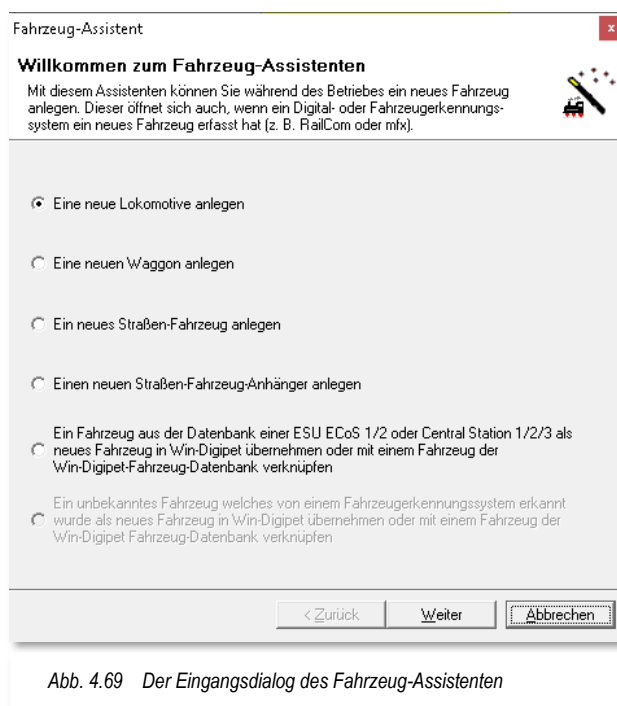 Fahrzeug-Assistent
x
Willkommen zum Fahrzeug-Assistenten
Mit diesem Assistenten können Sie während des Betriebes ein neues Fahrzeug
anlegen. Dieser öffnet sich auch, wenn ein Digital- oder Fahrzeugerkennungs-
system ein neues Fahrzeug erfasst hat (z. B. RailCom oder mfx).
Eine neue Lokomotive anlegen
Eine neuen Waggon anlegen
Ein neues Straßen-Fahrzeug anlegen
Einen neuen Straßen-Fahrzeug-Anhänger anlegen
Ein Fahrzeug aus der Datenbank einer ESU ECoS 1/2 oder Central Station 1/2/3 als
neues Fahrzeug in Win-Digipet übernehmen oder mit einem Fahrzeug der
Win-Digipet-Fahrzeug-Datenbank verknüpfen
Ein unbekanntes Fahrzeug welches von einem Fahrzeugerkennungssystem erkannt
wurde als neues Fahrzeug in Win-Digipet übernehmen oder mit einem Fahrzeug der
Win-Digipet Fahrzeug-Datenbank verknüpfen
< Zurück
Weiter
Abbrechen
Abb. 4.69 Der Eingangsdialog des Fahrzeug-Assistenten